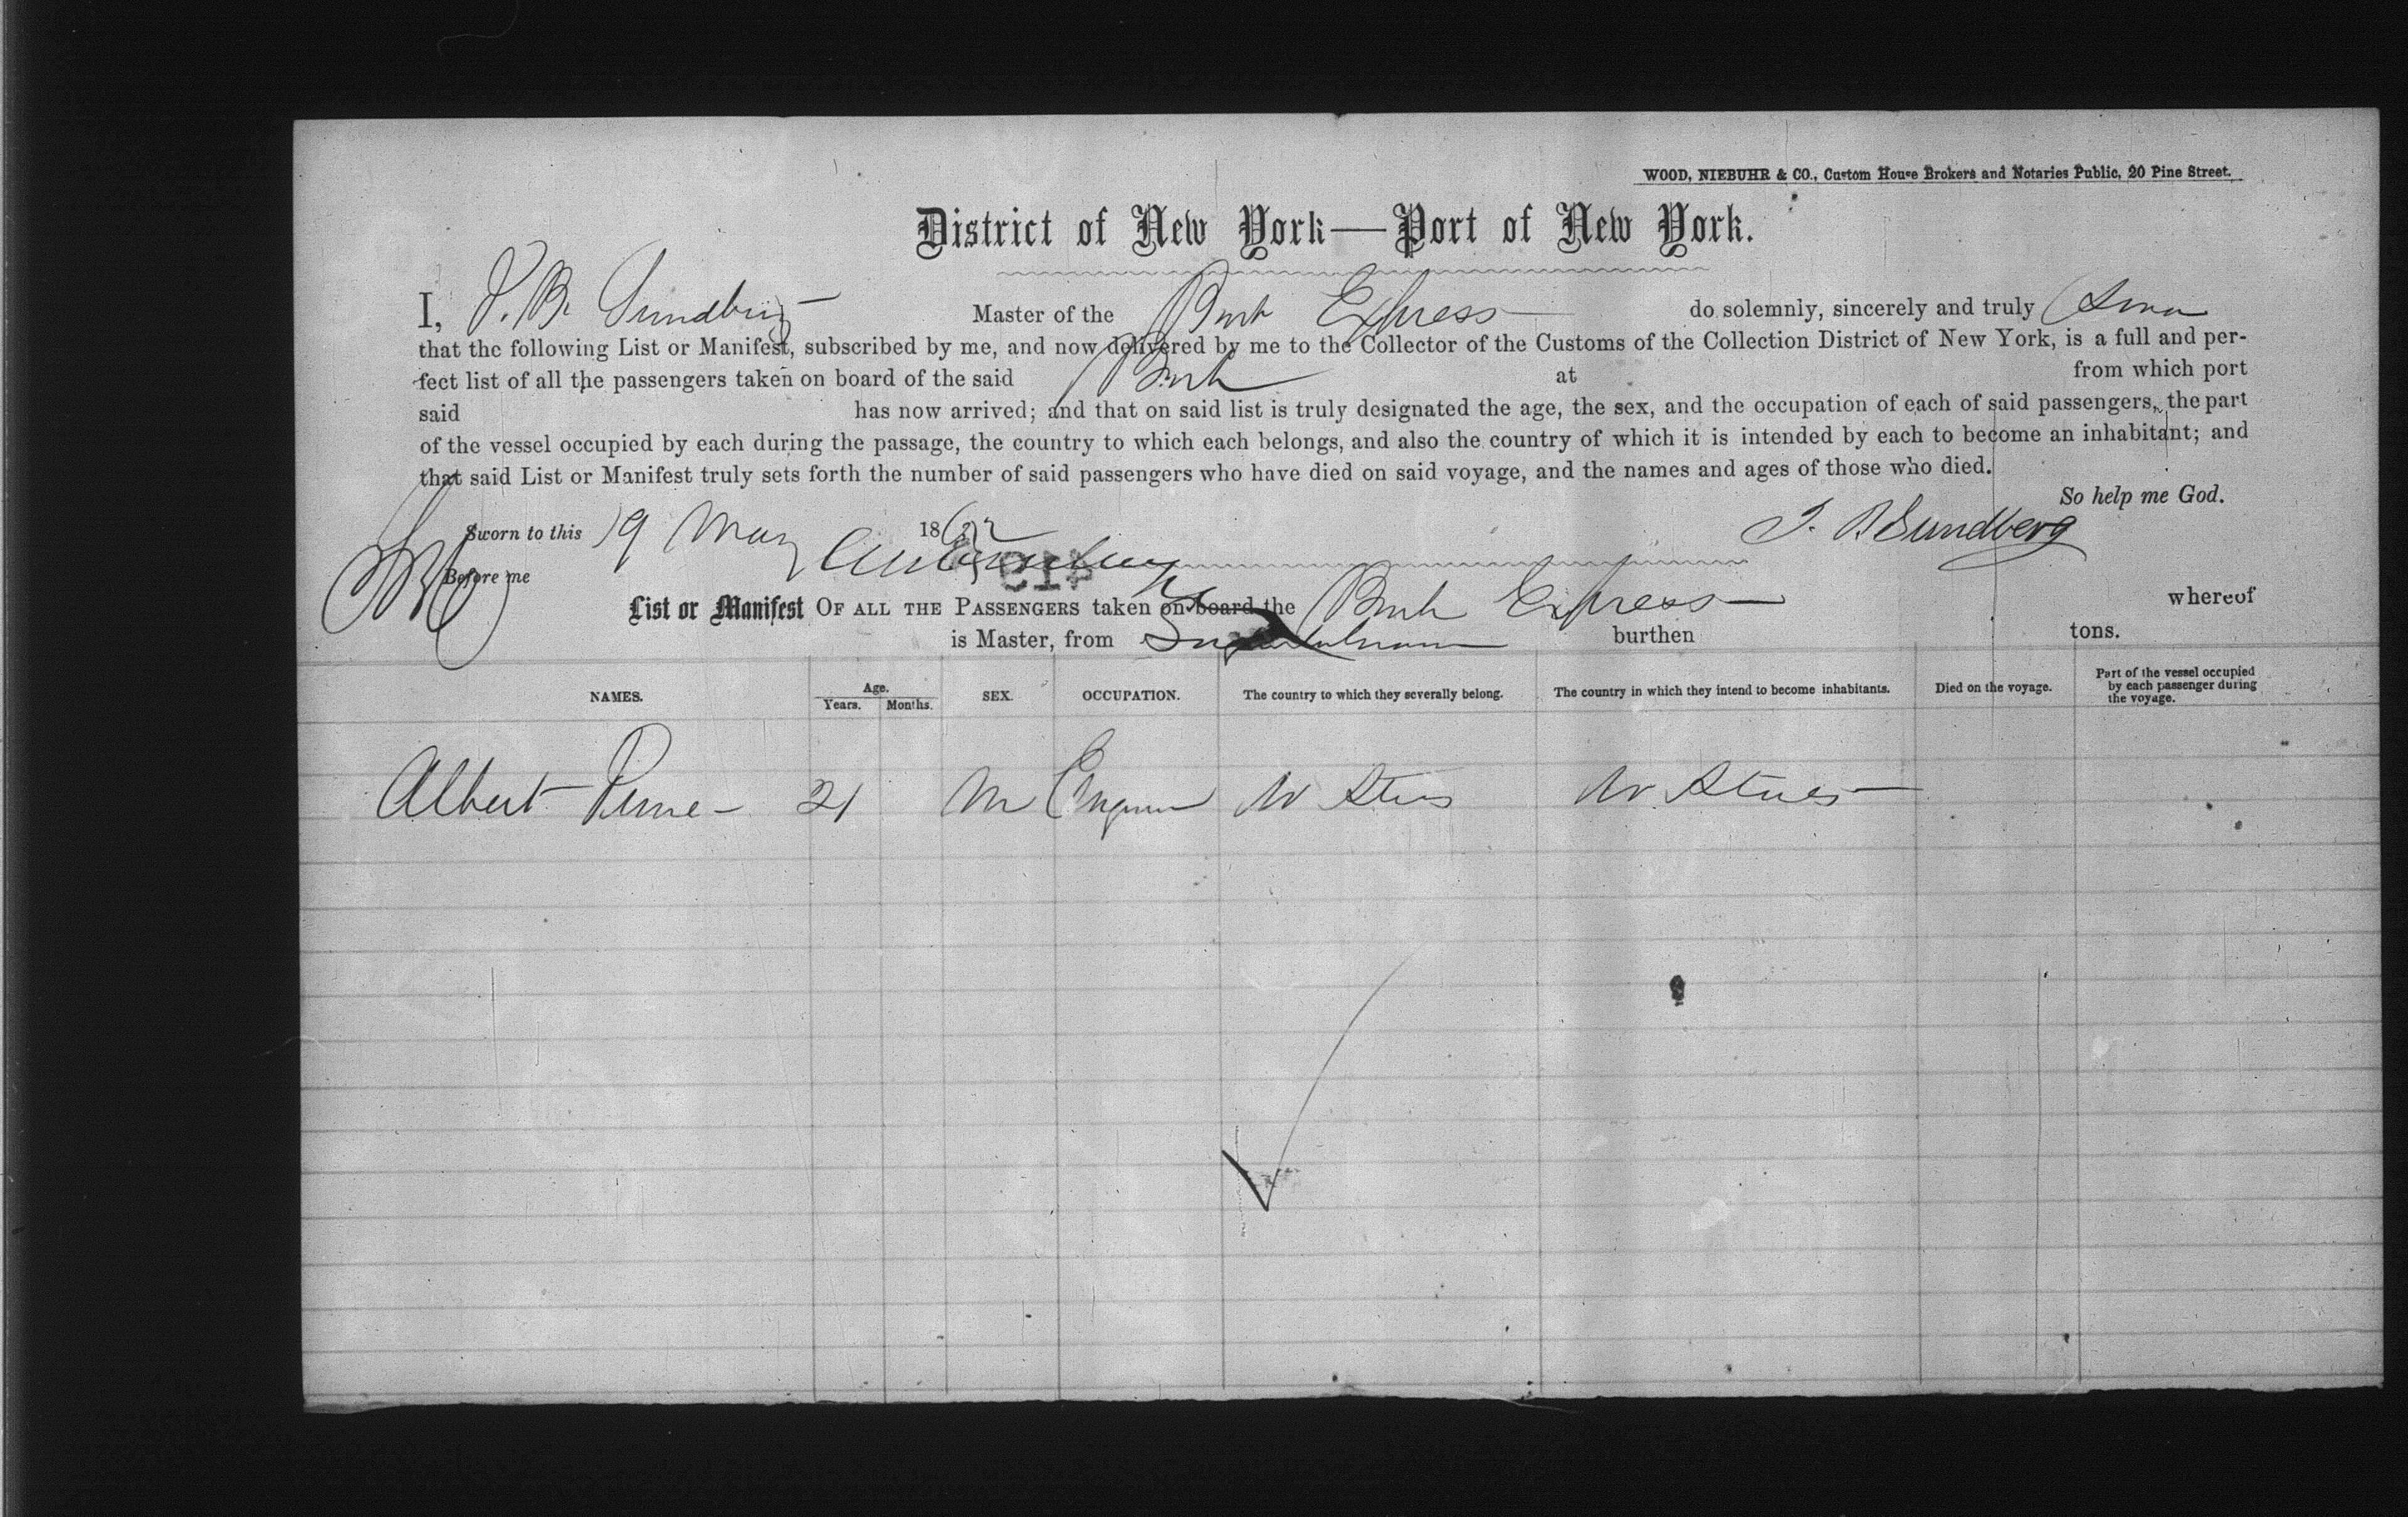 WOOD, NIEBUHR & CO., Custom House Brokers and Notaries Public, 20 Pine Street.
District of New York—Port of New York.
I, J. B. Sundberg Master of the Bark Express do solemnly, sincerely and truly
that the following List or Manifest, subscribed by me, and now delivered by me to the Collector of the Customs of the Collection District of New York, is a full and per-
fect list of all the passengers taken on board of the said Bark at from which port
said has now arrived; and that on said list is truly designated the age, the sex, and the occupation of each of said passengers, the part
of the vessel occupied by each during the passage, the country to which each belongs, and also the country of which it is intended by each to become an inhabitant; and
that said List or Manifest truly sets forth the number of said passengers who have died on said voyage, and the names and ages of those who died.
So help me God.
Sworn to this 19 May 1862 J. B Sundberg
Before me
419
List or Manifest OF ALL THE PASSENGERS taken on board the Bark Express whereof
is Master, from burthen tons.
NAMES. Age. Years. Months. SEX. OCCUPATION. The country to which they severally belong. The country in which they intend to become inhabitants. Died on the voyage. Part of the vessel occupied by each passenger during the voyage.
Albert 21 M U States U. States